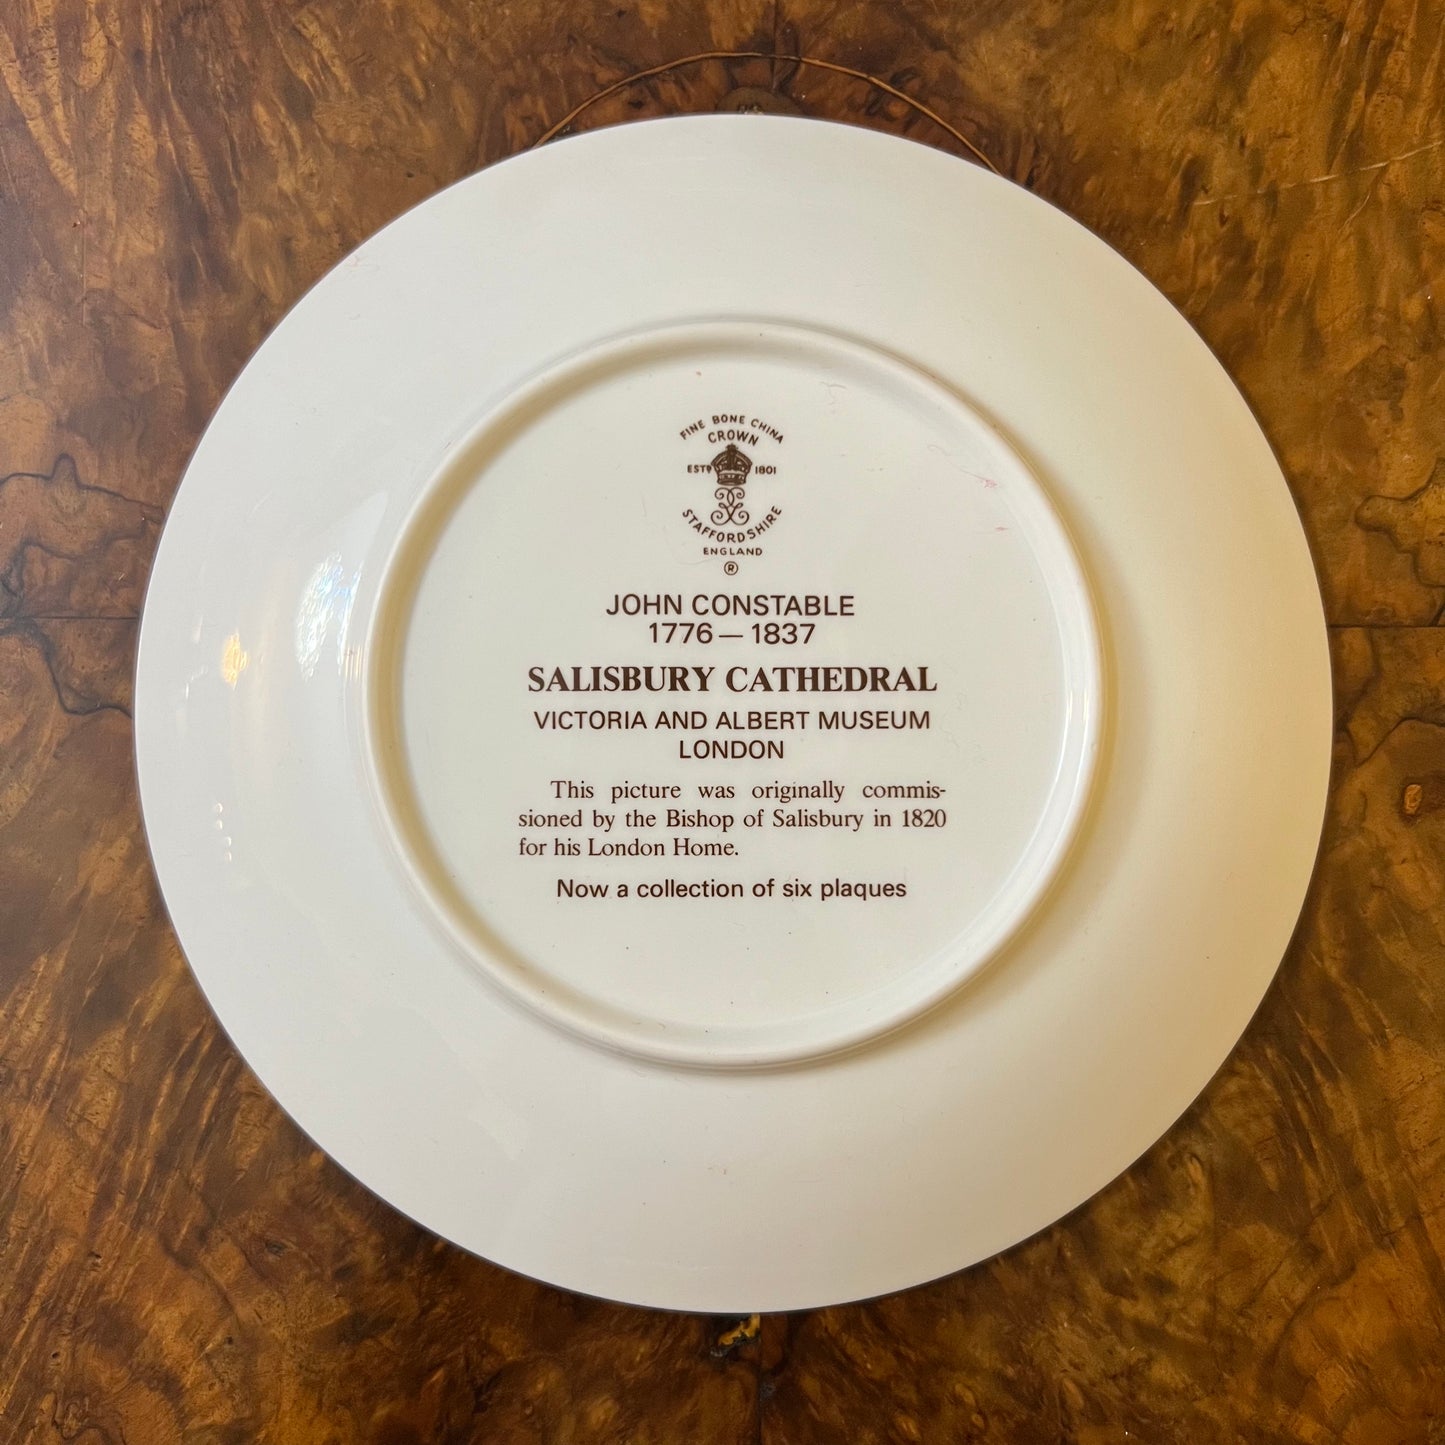 FINE BONE CHINA
CROWN
ESTD 1801
STAFFORDSHIRE
ENGLAND
®
JOHN CONSTABLE
1776 — 1837
SALISBURY CATHEDRAL
VICTORIA AND ALBERT MUSEUM
LONDON
This picture was originally commis-
sioned by the Bishop of Salisbury in 1820
for his London Home.
Now a collection of six plaques